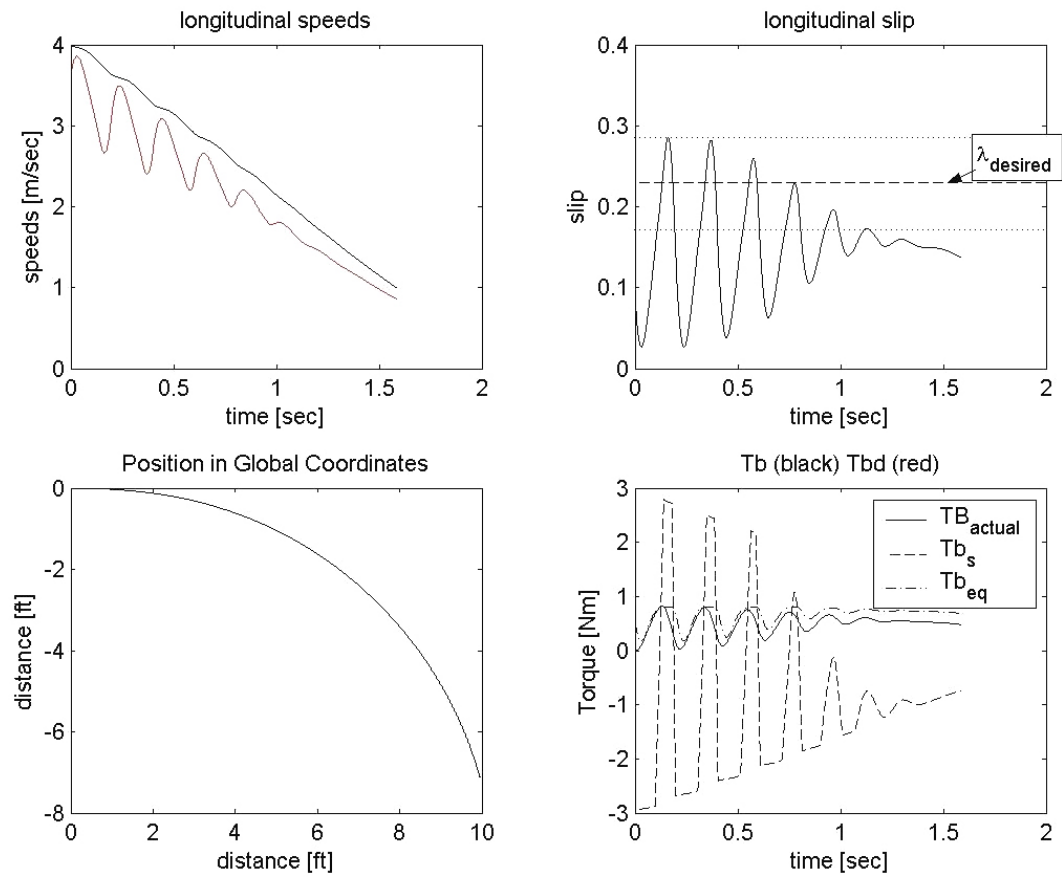 longitudinal speeds
4
3
2
1
0
speeds [m/sec]
0
0.5
1
1.5
2
time [sec]
longitudinal slip
0.4
0.3
0.2
0.1
0
slip
λdesired
0
0.5
1
1.5
2
time [sec]
Position in Global Coordinates
0
-2
-4
-6
-8
distance [ft]
0
2
4
6
8
10
distance [ft]
Tb (black) Tbd (red)
3
2
1
0
-1
-2
-3
Torque [Nm]
TBactual
Tbs
Tbeq
0
0.5
1
1.5
2
time [sec]